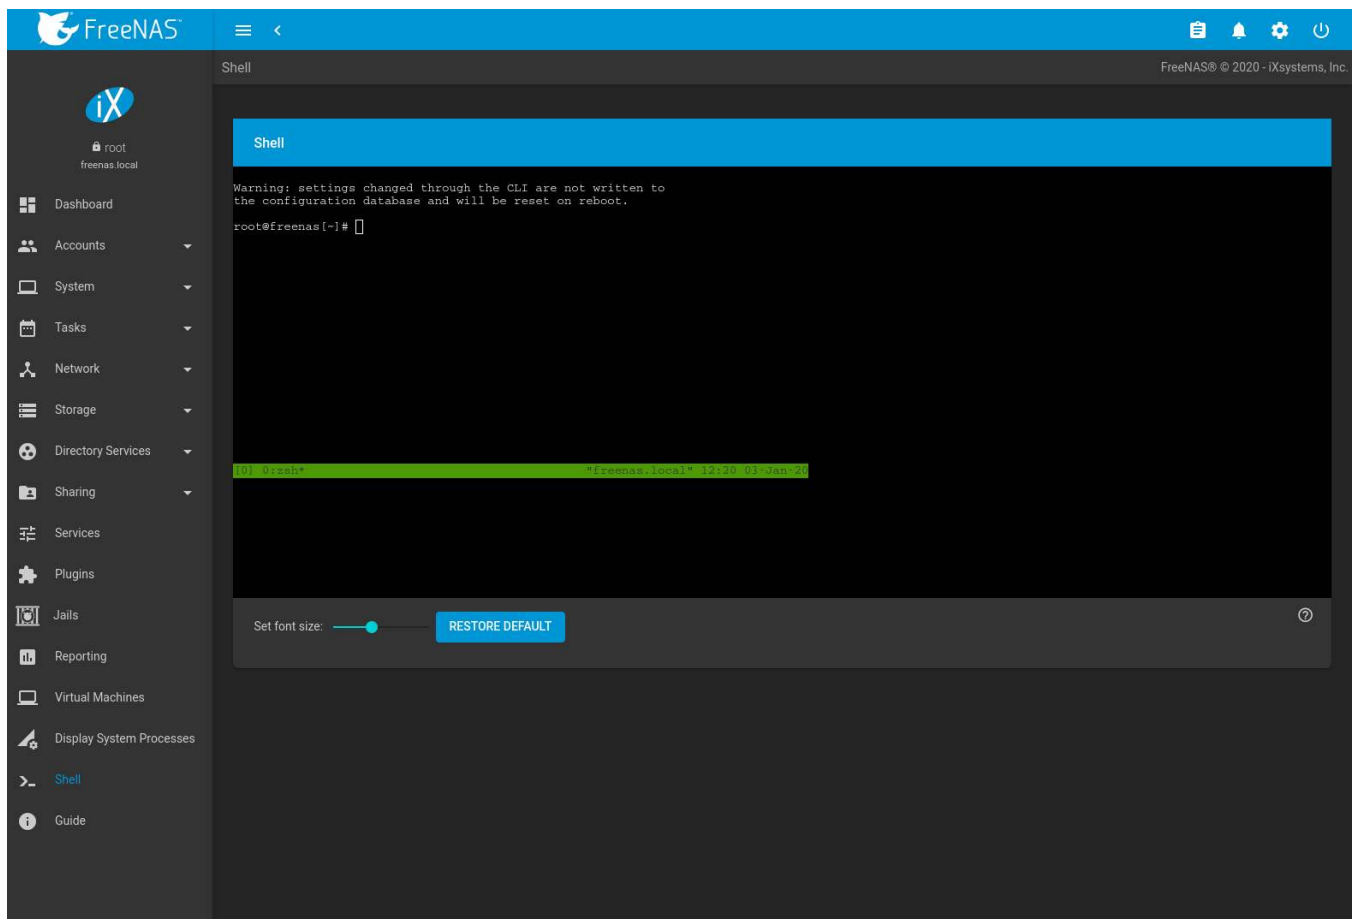 FreeNAS™
Shell
FreeNAS® © 2020 - iXsystems, Inc.
iX
root
freenas.local
Dashboard
Accounts
System
Tasks
Network
Storage
Directory Services
Sharing
Services
Plugins
Jails
Reporting
Virtual Machines
Display System Processes
Shell
Guide
Shell
Warning: settings changed through the CLI are not written to
the configuration database and will be reset on reboot.
root@freenas[~]#
[0] 0:zsh* "freenas.local" 12:20 03-Jan-20
Set font size: RESTORE DEFAULT